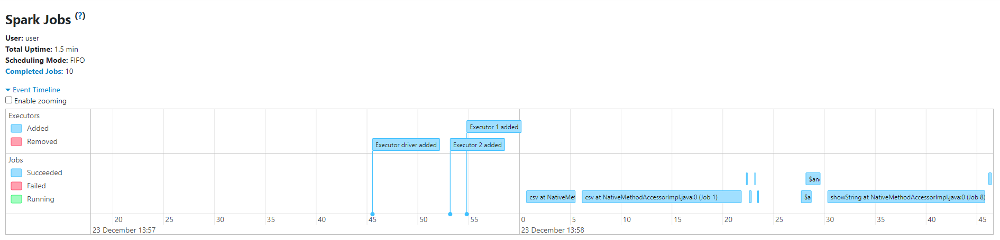 Spark Jobs (?)
User: user
Total Uptime: 1.5 min
Scheduling Mode: FIFO
Completed Jobs: 10
Event Timeline
Enable zooming
Executors
Added
Removed
Executor 1 added
Executor driver added
Executor 2 added
Jobs
Succeeded
Failed
Running
$an
csv at NativeMet
csv at NativeMethodAccessorImpl.java:0 (Job 1)
$a
showString at NativeMethodAccessorImpl.java:0 (Job 8)
20 25 30 35 40 45 50 55 0 5 10 15 20 25 30 35 40 45
23 December 13:57
23 December 13:58